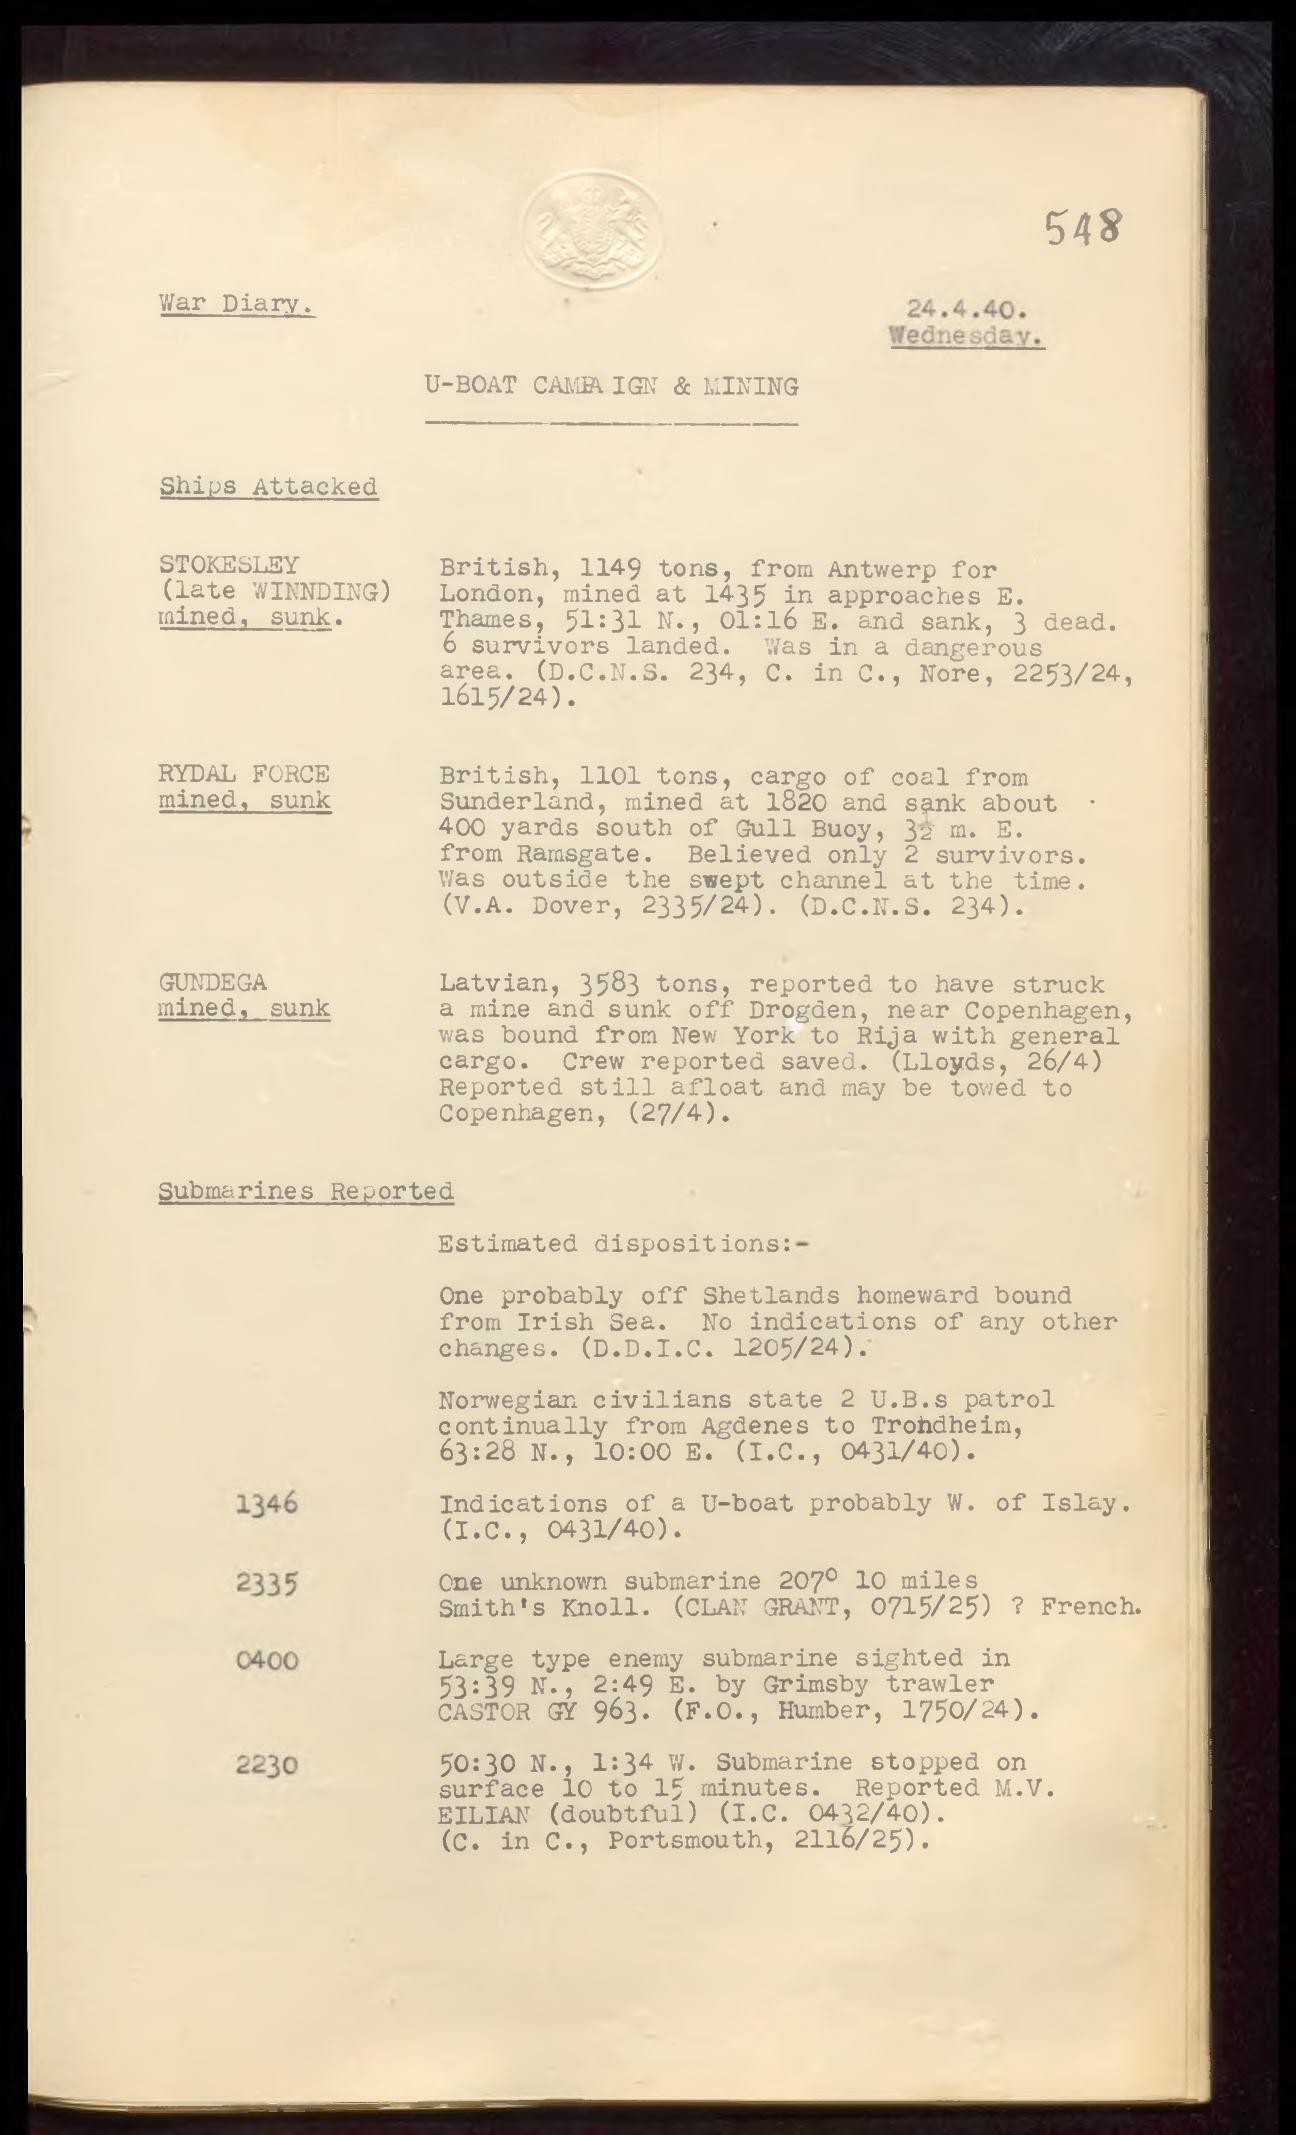 548
War Diary.
24.4.40.
Wednesday.
U-BOAT CAMPAIGN & MINING
Ships Attacked
STOKESLEY
(late WINNDING)
mined, sunk.
British, 1149 tons, from Antwerp for
London, mined at 1435 in approaches E.
Thames, 51:31 N., 01:16 E. and sank, 3 dead.
6 survivors landed. Was in a dangerous
area. (D.C.N.S. 234, C. in C., Nore, 2253/24,
1615/24).
RYDAL FORCE
mined, sunk
British, 1101 tons, cargo of coal from
Sunderland, mined at 1820 and sank about
400 yards south of Gull Buoy, 3½ m. E.
from Ramsgate. Believed only 2 survivors.
Was outside the swept channel at the time.
(V.A. Dover, 2335/24). (D.C.N.S. 234).
GUNDEGA
mined, sunk
Latvian, 3583 tons, reported to have struck
a mine and sunk off Drogden, near Copenhagen,
was bound from New York to Rija with general
cargo. Crew reported saved. (Lloyds, 26/4)
Reported still afloat and may be towed to
Copenhagen, (27/4).
Submarines Reported
Estimated dispositions:-
One probably off Shetlands homeward bound
from Irish Sea. No indications of any other
changes. (D.D.I.C. 1205/24).
Norwegian civilians state 2 U.B.s patrol
continually from Agdenes to Trondheim,
63:28 N., 10:00 E. (I.C., 0431/40).
1346
Indications of a U-boat probably W. of Islay.
(I.C., 0431/40).
2335
One unknown submarine 207° 10 miles
Smith's Knoll. (CLAN GRANT, 0715/25) ? French.
0400
Large type enemy submarine sighted in
53:39 N., 2:49 E. by Grimsby trawler
CASTOR GY 963. (F.O., Humber, 1750/24).
2230
50:30 N., 1:34 W. Submarine stopped on
surface 10 to 15 minutes. Reported M.V.
EILIAN (doubtful) (I.C. 0432/40).
(C. in C., Portsmouth, 2116/25).